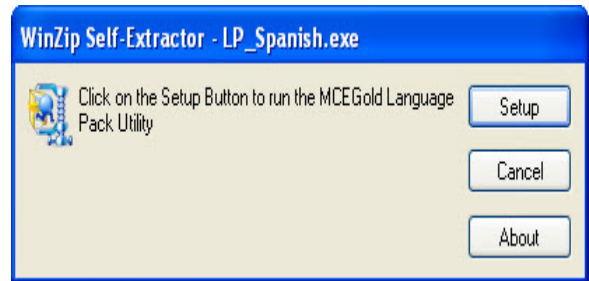 WinZip Self-Extractor - LP_Spanish.exe
Click on the Setup Button to run the MCEGold Language
Pack Utility
Setup
Cancel
About